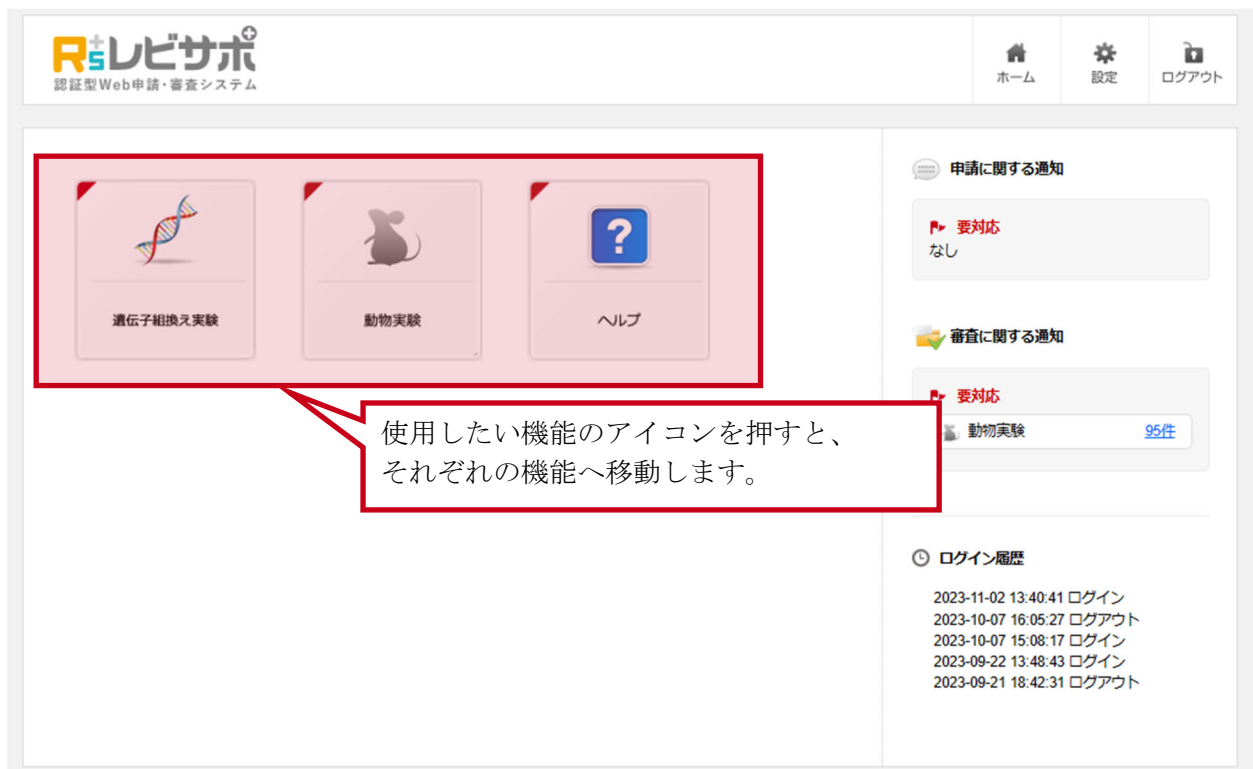 R+s レビサポ+
認証型Web申請・審査システム
ホーム
設定
ログアウト
遺伝子組換え実験
動物実験
?
ヘルプ
使用したい機能のアイコンを押すと、
それぞれの機能へ移動します。
申請に関する通知
要対応
なし
審査に関する通知
要対応
動物実験 95件
ログイン履歴
2023-11-02 13:40:41 ログイン
2023-10-07 16:05:27 ログアウト
2023-10-07 15:08:17 ログイン
2023-09-22 13:48:43 ログイン
2023-09-21 18:42:31 ログアウト